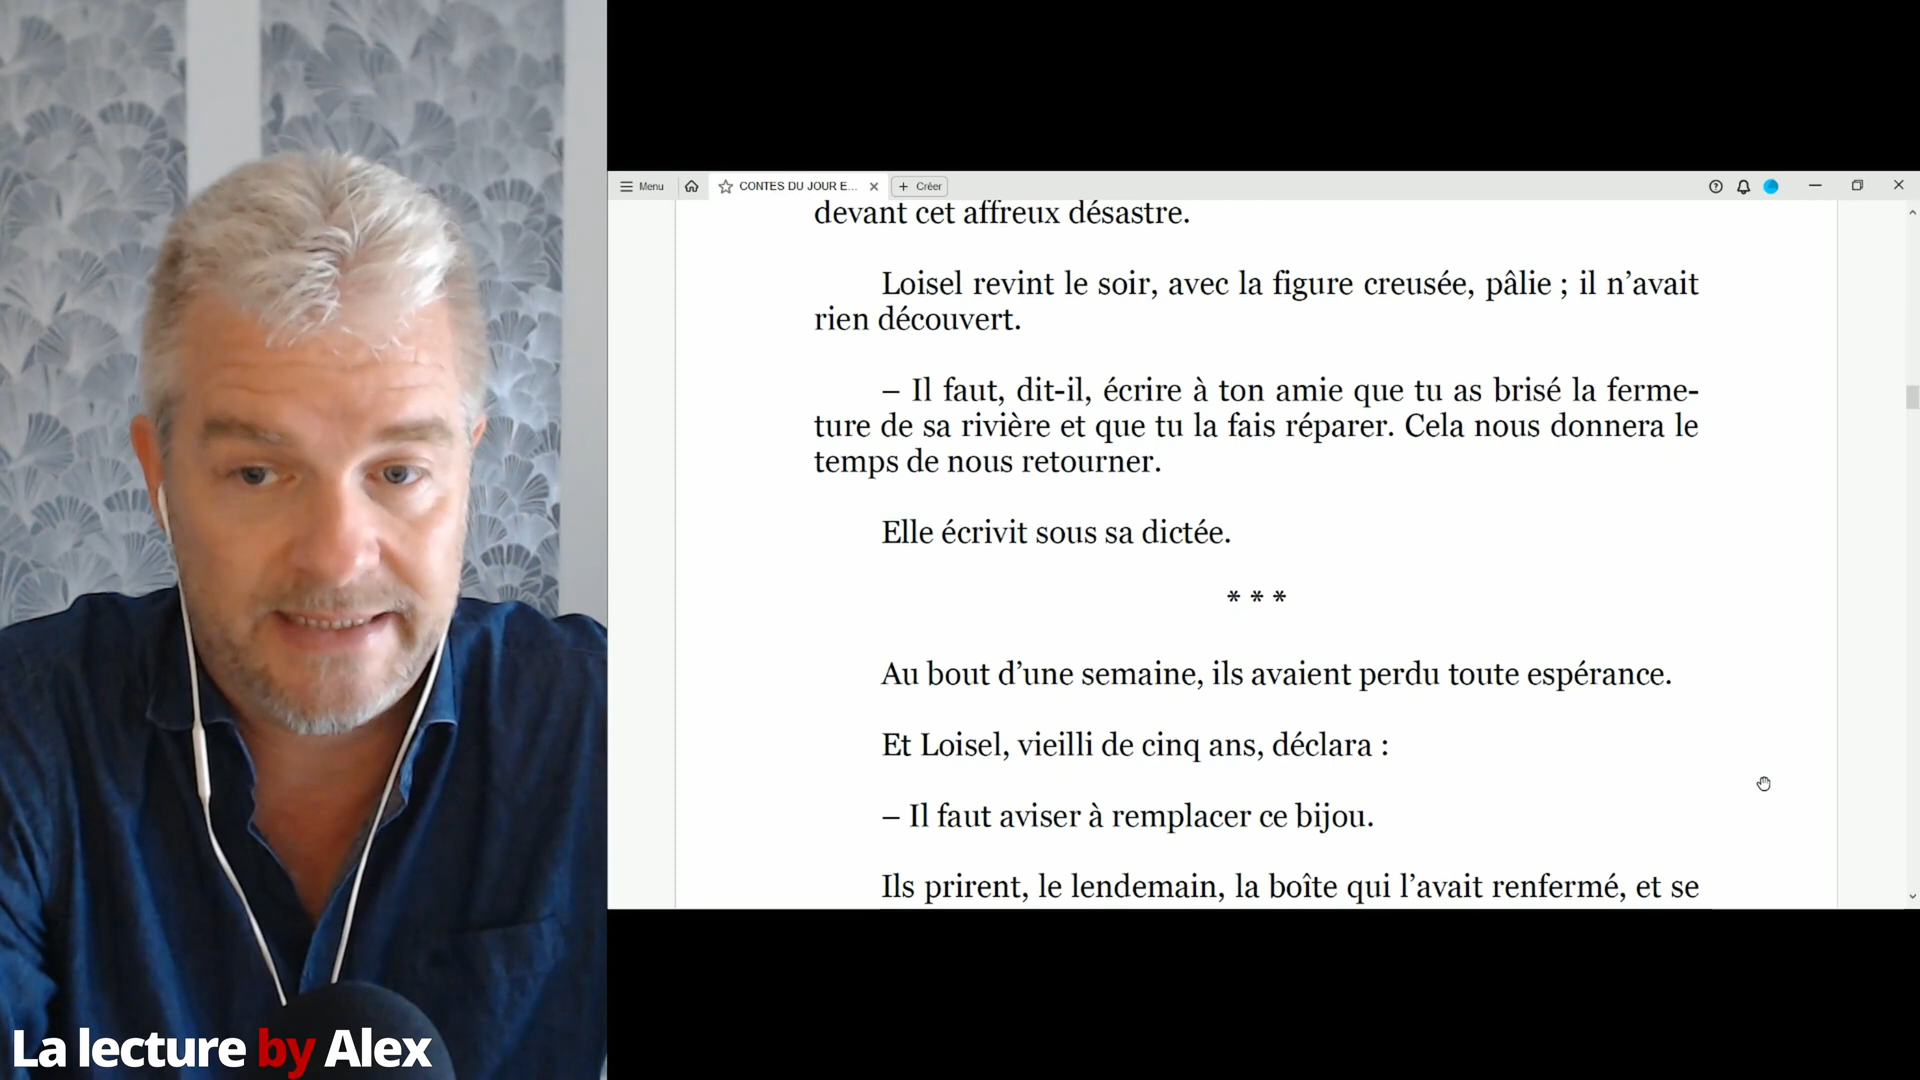 Menu
CONTES DU JOUR E...
+ Créer
devant cet affreux désastre.
Loisel revint le soir, avec la figure creusée, pâlie ; il n’avait
rien découvert.
– Il faut, dit-il, écrire à ton amie que tu as brisé la ferme-
ture de sa rivière et que tu la fais réparer. Cela nous donnera le
temps de nous retourner.
Elle écrivit sous sa dictée.
* * *
Au bout d’une semaine, ils avaient perdu toute espérance.
Et Loisel, vieilli de cinq ans, déclara :
– Il faut aviser à remplacer ce bijou.
Ils prirent, le lendemain, la boîte qui l’avait renfermé, et se
La lecture by Alex